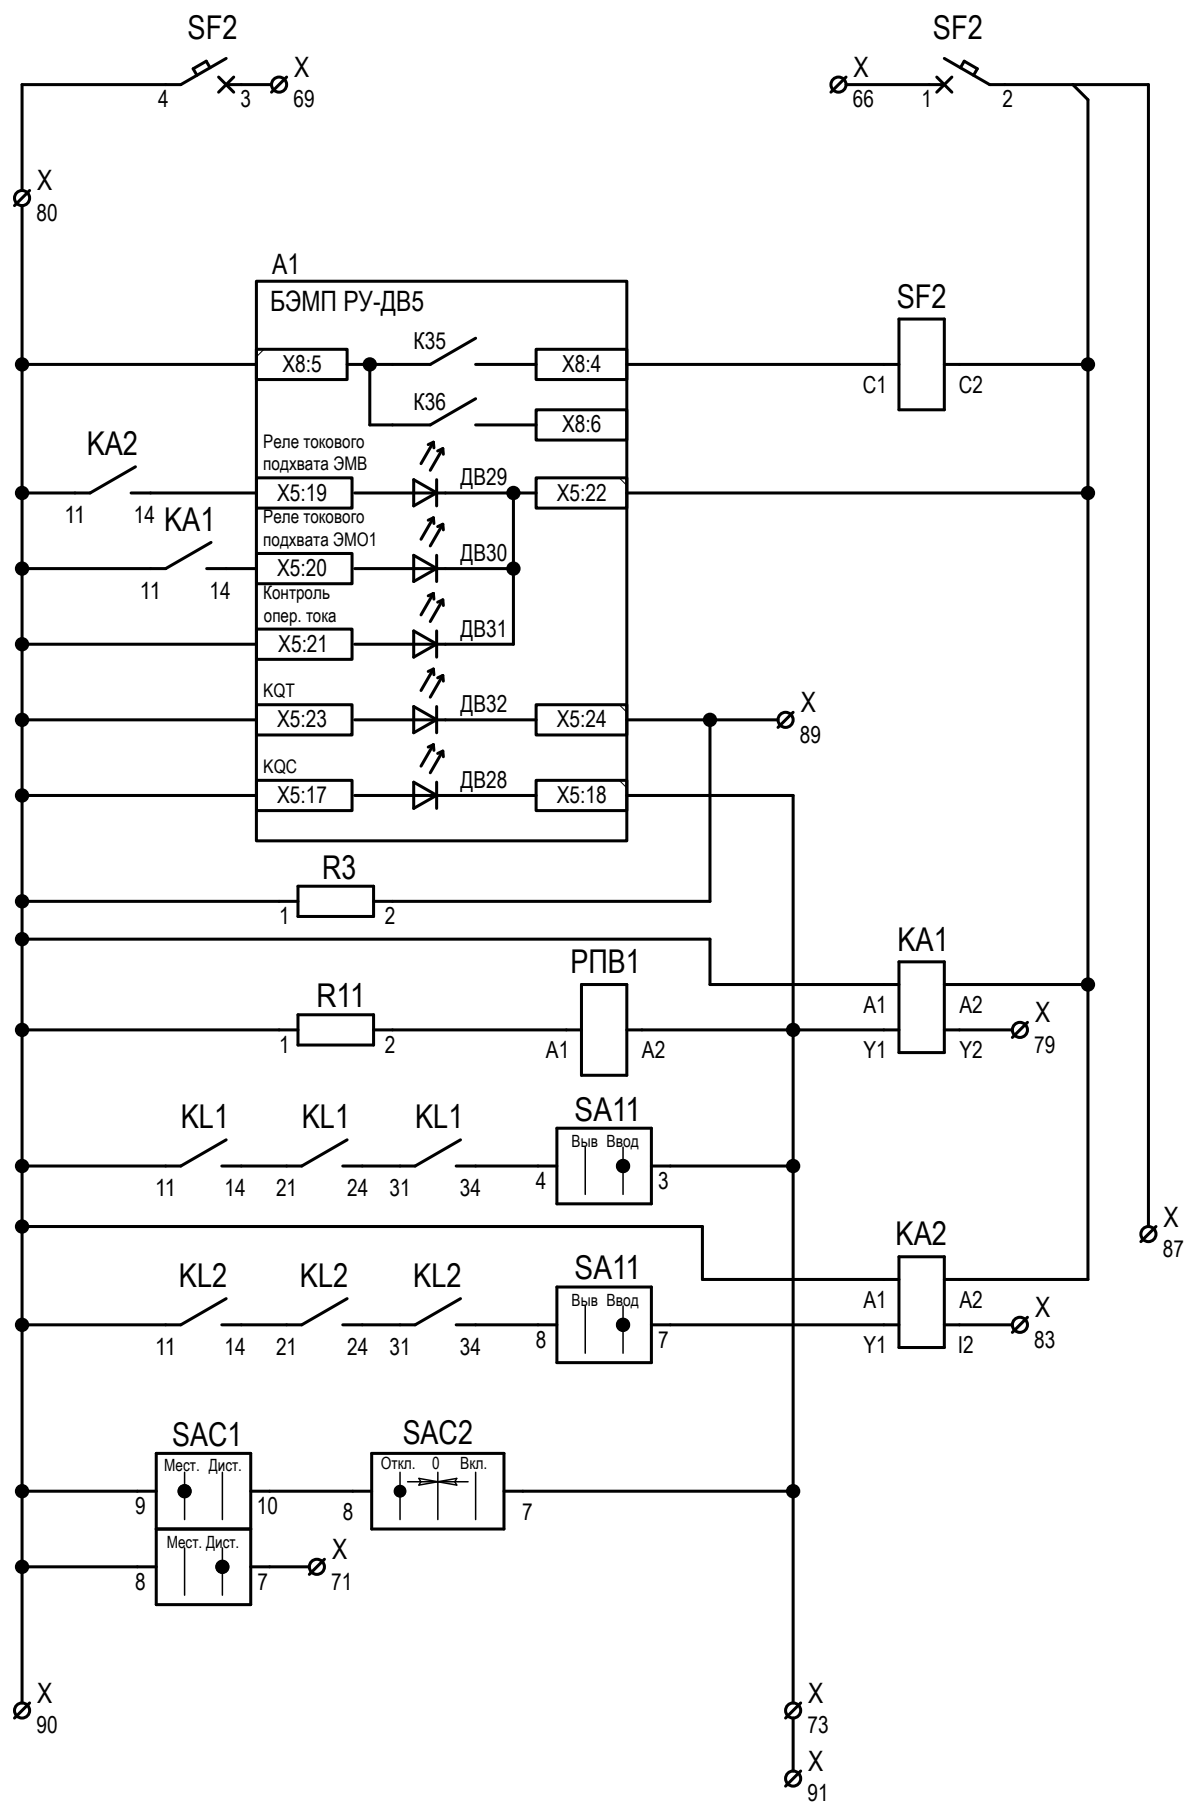 SF2
SF2
X
X
4
3
69
66
1
2
X
80
A1
БЭМП РУ-ДВ5
SF2
К35
X8:5
X8:4
C1
C2
К36
X8:6
KA2
Реле токового
подхвата ЭМВ
ДВ29
X5:19
X5:22
11
14
KA1
Реле токового
подхвата ЭМО1
ДВ30
X5:20
11
14
Контроль
опер. тока
ДВ31
X5:21
KQT
ДВ32
X
X5:23
X5:24
89
KQC
ДВ28
X5:17
X5:18
R3
1
2
KA1
РПВ1
R11
A1
A2
X
1
2
A1
A2
Y1
Y2
79
KL1
KL1
KL1
SA11
Выв Ввод
11
14
21
24
31
34
4
3
X
87
KA2
KL2
KL2
KL2
SA11
Выв Ввод
A1
A2
X
11
14
21
24
31
34
8
7
Y1
I2
83
SAC1
SAC2
Мест. Дист.
Откл. 0 Вкл.
9
10
8
7
Мест. Дист.
X
8
7
71
X
90
X
73
X
91